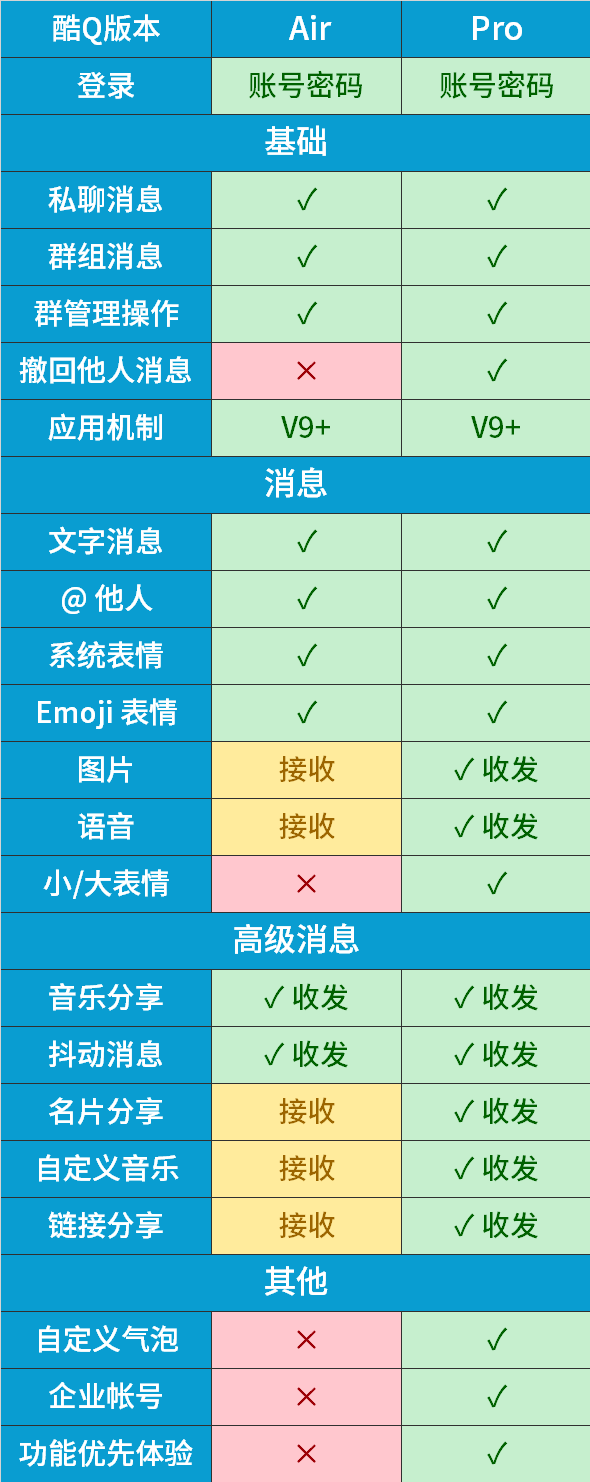 酷Q版本 Air Pro
登录 账号密码 账号密码
基础
私聊消息 ✓ ✓
群组消息 ✓ ✓
群管理操作 ✓ ✓
撤回他人消息 × ✓
应用机制 V9+ V9+
消息
文字消息 ✓ ✓
@ 他人 ✓ ✓
系统表情 ✓ ✓
Emoji 表情 ✓ ✓
图片 接收 ✓ 收发
语音 接收 ✓ 收发
小/大表情 × ✓
高级消息
音乐分享 ✓ 收发 ✓ 收发
抖动消息 ✓ 收发 ✓ 收发
名片分享 接收 ✓ 收发
自定义音乐 接收 ✓ 收发
链接分享 接收 ✓ 收发
其他
自定义气泡 × ✓
企业帐号 × ✓
功能优先体验 × ✓